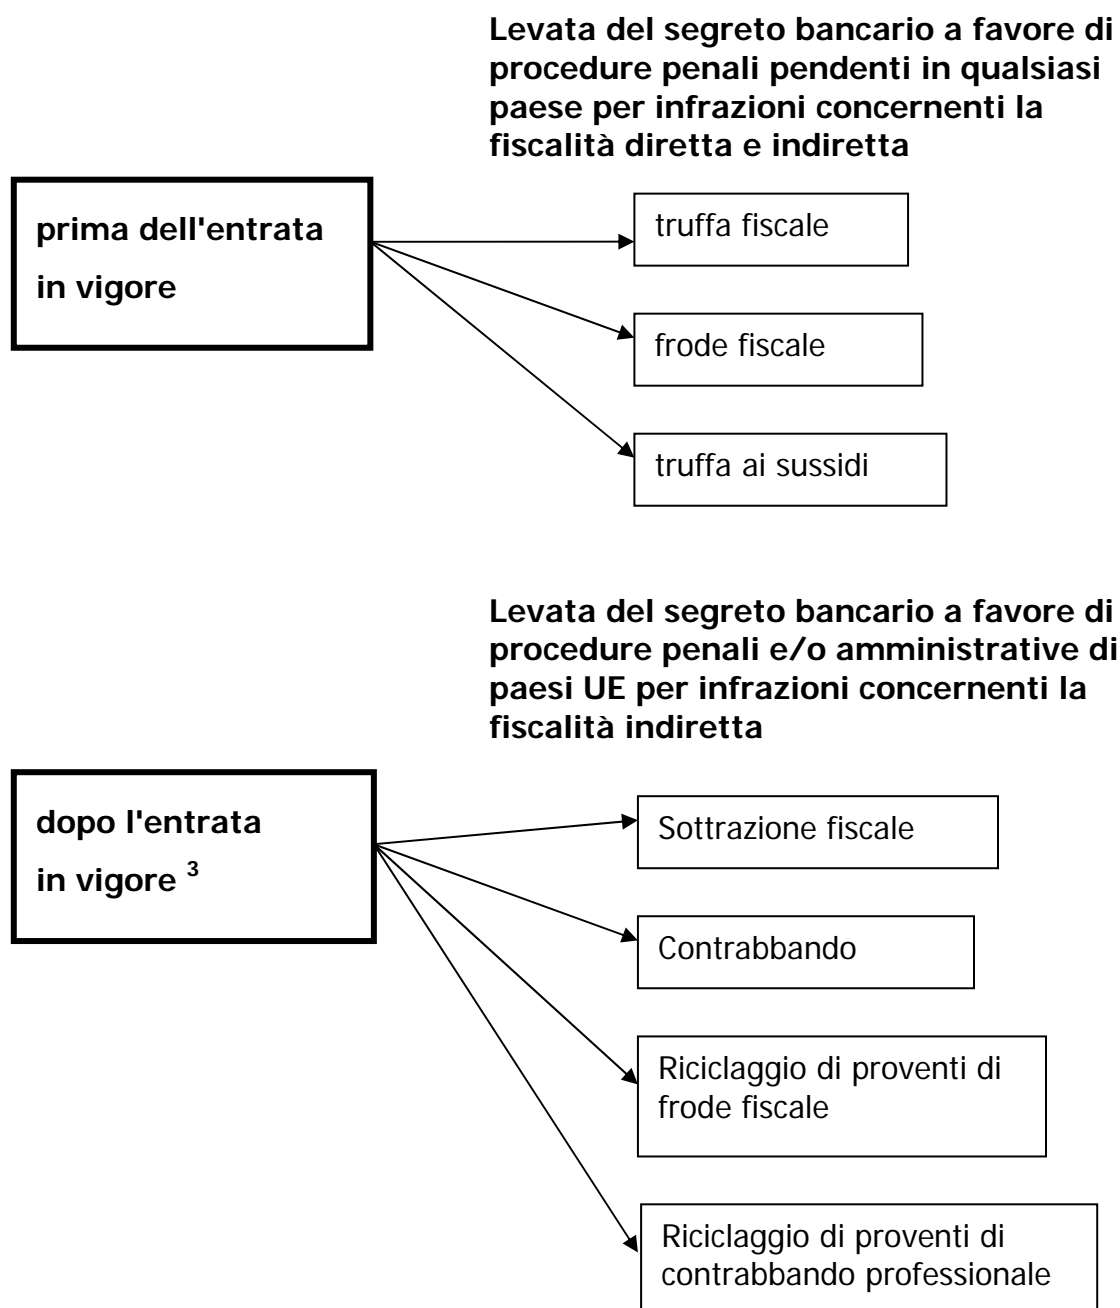 Levata del segreto bancario a favore di
procedure penali pendenti in qualsiasi
paese per infrazioni concernenti la
fiscalità diretta e indiretta
prima dell'entrata
in vigore
truffa fiscale
frode fiscale
truffa ai sussidi
Levata del segreto bancario a favore di
procedure penali e/o amministrative di
paesi UE per infrazioni concernenti la
fiscalità indiretta
dopo l'entrata
in vigore ³
Sottrazione fiscale
Contrabbando
Riciclaggio di proventi di
frode fiscale
Riciclaggio di proventi di
contrabbando professionale